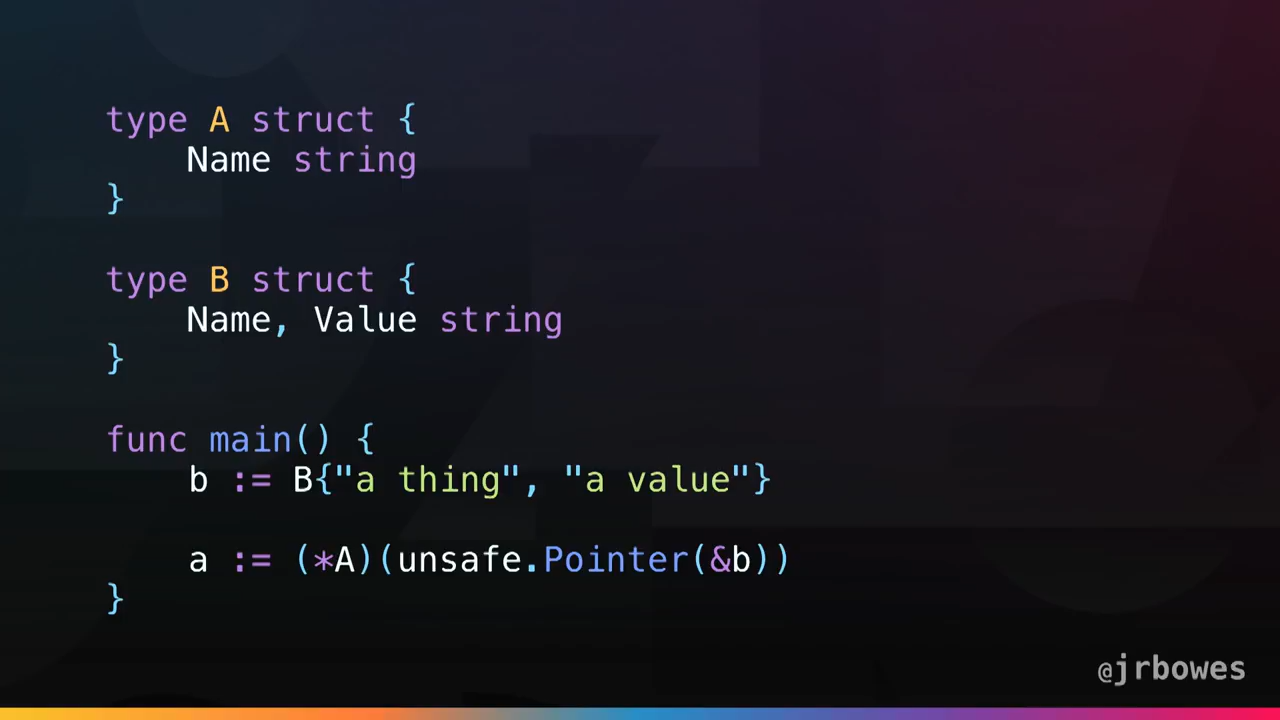 type A struct {
    Name string
}
type B struct {
    Name, Value string
}
func main() {
    b := B{"a thing", "a value"}
    a := (*A)(unsafe.Pointer(&b))
}
@jrbowes